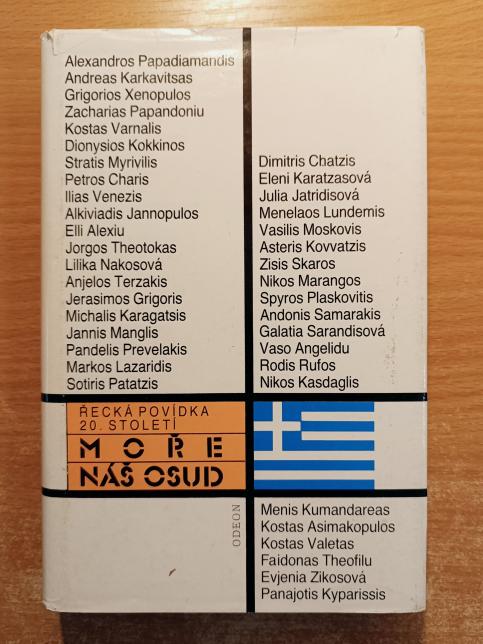 Alexandros Papadiamandis
Andreas Karkavitsas
Grigorios Xenopulos
Zacharias Papandoniu
Kostas Varnalis
Dionysios Kokkinos
Stratis Myrivilis
Petros Charis
Ilias Venezis
Alkiviadis Jannopulos
Elli Alexiu
Jorgos Theotokas
Lilika Nakosová
Anjelos Terzakis
Jerasimos Grigoris
Michalis Karagatsis
Jannis Manglis
Pandelis Prevelakis
Markos Lazaridis
Sotiris Patatzis
Dimitris Chatzis
Eleni Karatzasová
Julia Jatridisová
Menelaos Lundemis
Vasilis Moskovis
Asteris Kovvatzis
Zisis Skaros
Nikos Marangos
Spyros Plaskovitis
Andonis Samarakis
Galatia Sarandisová
Vaso Angelidu
Rodis Rufos
Nikos Kasdaglis
ŘECKÁ POVÍDKA
20. STOLETÍ
MOŘE
NÁŠ OSUD
ODEON
Menis Kumandareas
Kostas Asimakopulos
Kostas Valetas
Faidonas Theofilu
Evjenia Zikosová
Panajotis Kyparissis